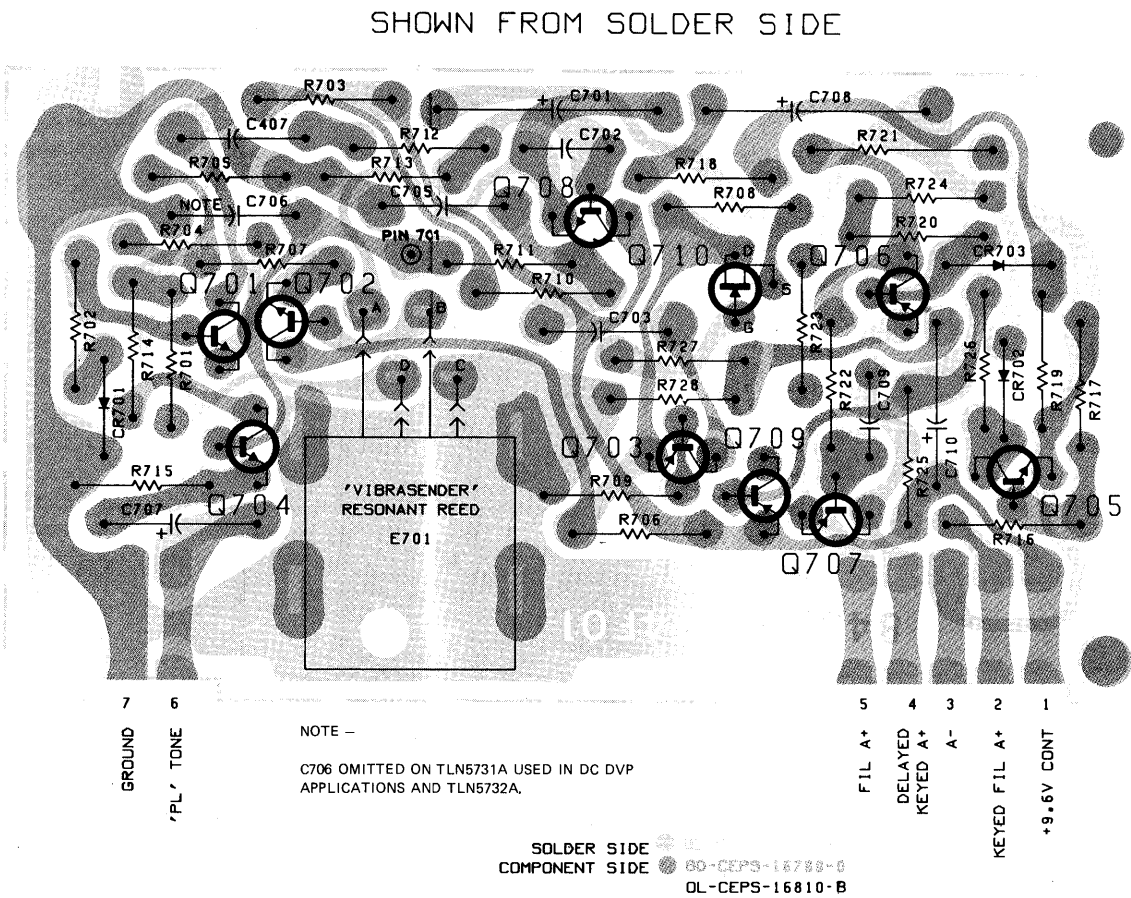 SHOWN FROM SOLDER SIDE
R703
C701
C708
C407
R712
C702
R721
R705
R713
R718
C705
Q708
R708
R724
NOTE
C706
R704
PIN 701
R720
R707
R711
Q710
D
Q706
CR703
Q701
Q702
R710
S
A
B
G
C703
R723
R702
R714
R701
R727
R722
C709
R726
CR702
R719
R717
D
C
R728
CR701
Q703
Q709
R725
C710
R715
'VIBRASENDER'
RESONANT REED
E701
R709
Q704
C707
R706
Q705
R716
Q707
7
6
5
4
3
2
1
GROUND
'PL' TONE
FIL A+
DELAYED
KEYED A+
A-
KEYED FIL A+
+9.6V CONT
NOTE –
C706 OMITTED ON TLN5731A USED IN DC DVP
APPLICATIONS AND TLN5732A.
SOLDER SIDE
COMPONENT SIDE
OL-CEPS-16810-B